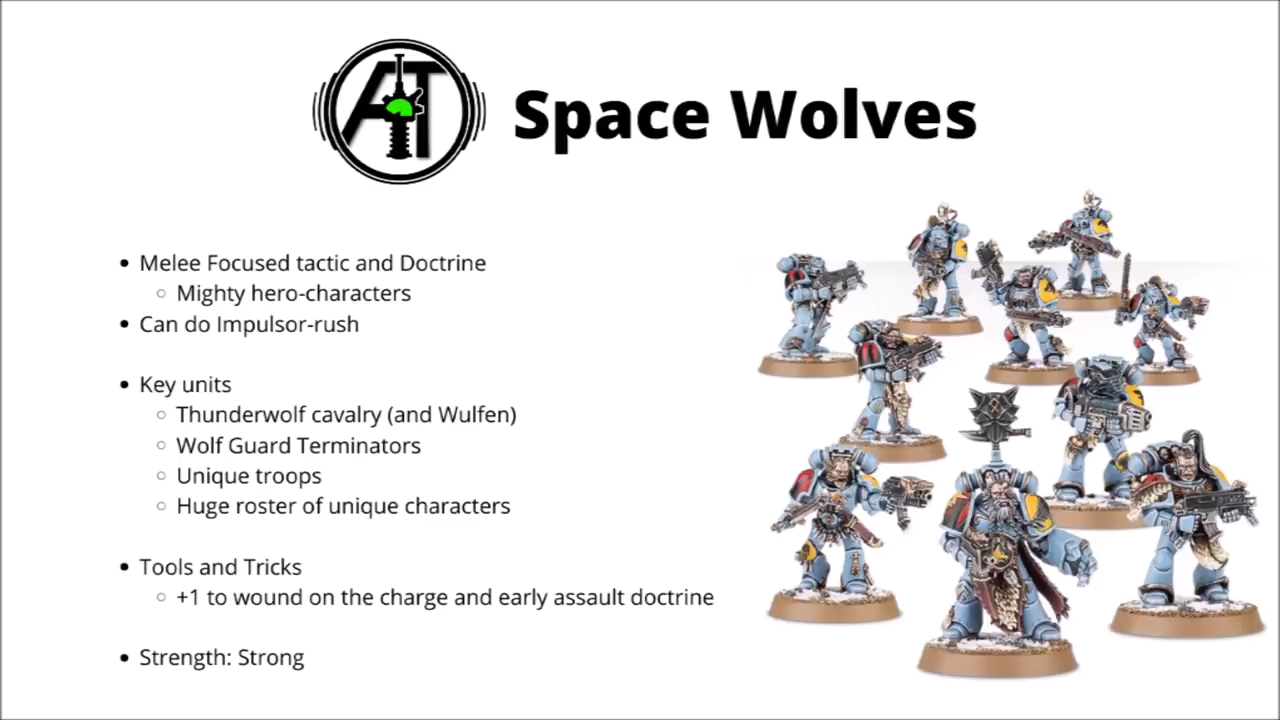 AT
Space Wolves
• Melee Focused tactic and Doctrine
○ Mighty hero-characters
• Can do Impulsor-rush
• Key units
○ Thunderwolf cavalry (and Wulfen)
○ Wolf Guard Terminators
○ Unique troops
○ Huge roster of unique characters
• Tools and Tricks
○ +1 to wound on the charge and early assault doctrine
• Strength: Strong